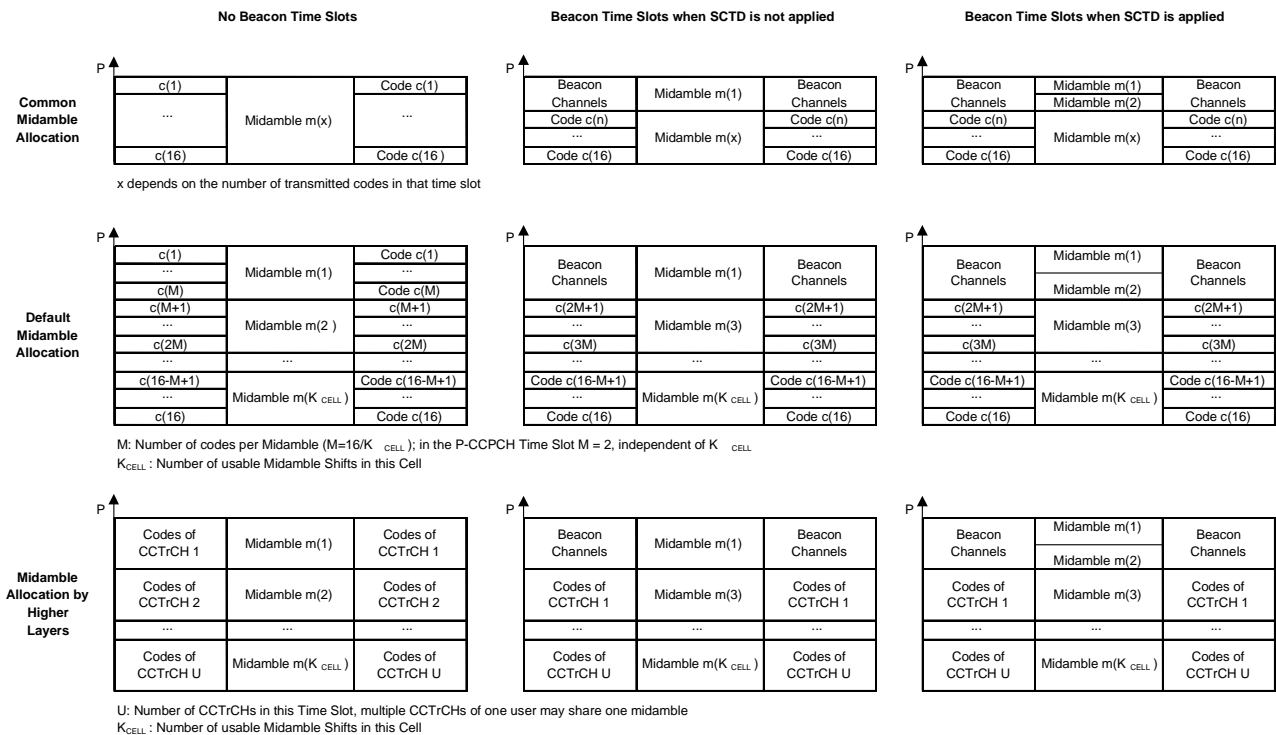 No Beacon Time Slots
Beacon Time Slots when SCTD is not applied
Beacon Time Slots when SCTD is applied
Common
Midamble
Allocation
P
c(1)
...
c(16)
Midamble m(x)
Code c(1)
...
Code c(16 )
P
Beacon
Channels
Code c(n)
...
Code c(16)
Midamble m(1)
Midamble m(x)
Beacon
Channels
Code c(n)
...
Code c(16)
P
Beacon
Channels
Code c(n)
...
Code c(16)
Midamble m(1)
Midamble m(2)
Midamble m(x)
Beacon
Channels
Code c(n)
...
Code c(16)
x depends on the number of transmitted codes in that time slot
Default
Midamble
Allocation
P
c(1)
...
c(M)
c(M+1)
...
c(2M)
...
c(16-M+1)
...
c(16)
Midamble m(1)
Midamble m(2 )
...
Midamble m(K CELL )
Code c(1)
...
Code c(M)
c(M+1)
...
c(2M)
...
Code c(16-M+1)
...
Code c(16)
P
Beacon
Channels
c(2M+1)
...
c(3M)
...
Code c(16-M+1)
...
Code c(16)
Midamble m(1)
Midamble m(3)
...
Midamble m(K CELL )
Beacon
Channels
c(2M+1)
...
c(3M)
...
Code c(16-M+1)
...
Code c(16)
P
Beacon
Channels
c(2M+1)
...
c(3M)
...
Code c(16-M+1)
...
Code c(16)
Midamble m(1)
Midamble m(2)
Midamble m(3)
...
Midamble m(K CELL )
Beacon
Channels
c(2M+1)
...
c(3M)
...
Code c(16-M+1)
...
Code c(16)
M: Number of codes per Midamble (M=16/K CELL ); in the P-CCPCH Time Slot M = 2, independent of K CELL
KCELL : Number of usable Midamble Shifts in this Cell
Midamble
Allocation by
Higher
Layers
P
Codes of
CCTrCH 1
Codes of
CCTrCH 2
...
Codes of
CCTrCH U
Midamble m(1)
Midamble m(2)
...
Midamble m(K CELL )
Codes of
CCTrCH 1
Codes of
CCTrCH 2
...
Codes of
CCTrCH U
P
Beacon
Channels
Codes of
CCTrCH 1
...
Codes of
CCTrCH U
Midamble m(1)
Midamble m(3)
...
Midamble m(K CELL )
Beacon
Channels
Codes of
CCTrCH 1
...
Codes of
CCTrCH U
P
Beacon
Channels
Codes of
CCTrCH 1
...
Codes of
CCTrCH U
Midamble m(1)
Midamble m(2)
Midamble m(3)
...
Midamble m(K CELL )
Beacon
Channels
Codes of
CCTrCH 1
...
Codes of
CCTrCH U
U: Number of CCTrCHs in this Time Slot, multiple CCTrCHs of one user may share one midamble
KCELL : Number of usable Midamble Shifts in this Cell